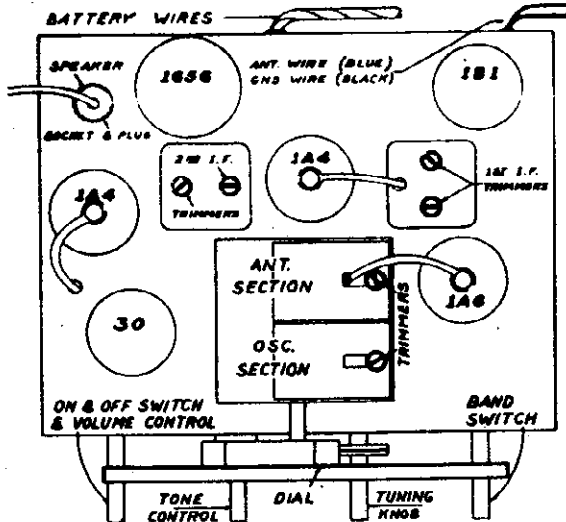 BATTERY WIRES
SPEAKER
SOCKET & PLUG
1G5G
ANT. WIRE (BLUE)
GND WIRE (BLACK)
1B1
2ND I.F.
TRIMMERS
1A4
1ST I.F.
TRIMMERS
1A4
ANT.
SECTION
TRIMMERS
1A6
30
OSC.
SECTION
ON & OFF SWITCH
& VOLUME CONTROL
BAND
SWITCH
TONE
CONTROL
DIAL
TUNING
KNOB